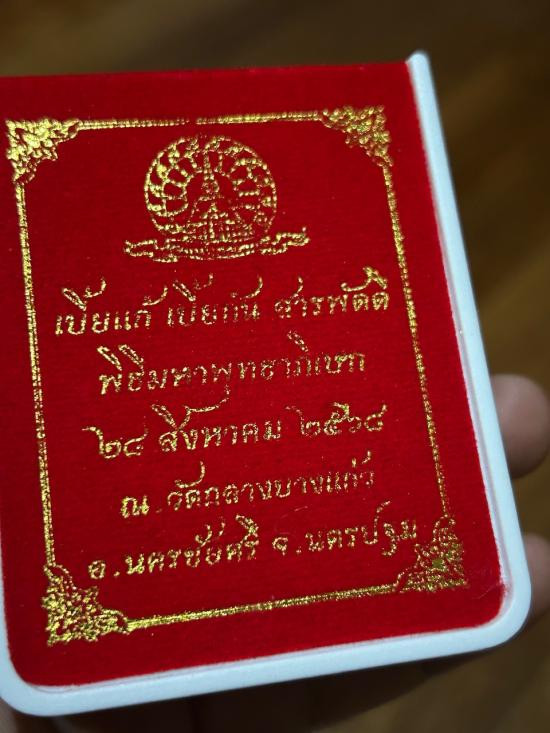 เบี้ยแก้ เบี้ยกัน สารพัดดี
พิธีมหาพุทธาภิเษก
๒๘ สิงหาคม ๒๕๖๘
ณ วัดกลางบางแก้ว
อ.นครชัยศรี จ.นครปฐม